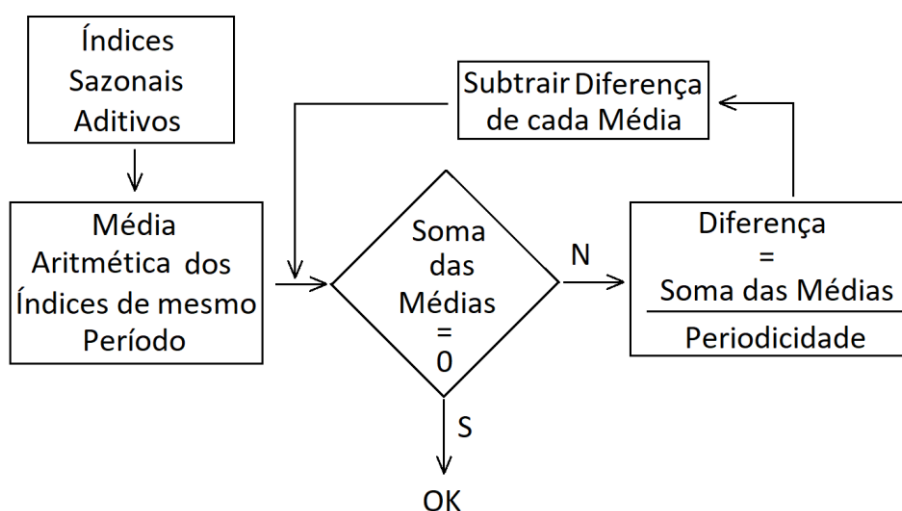 Índices
Sazonais
Aditivos
Subtrair Diferença
de cada Média
Média
Aritmética dos
Índices de mesmo
Período
Soma
das
Médias
=
0
N
Diferença
=
Soma das Médias
Periodicidade
S
OK